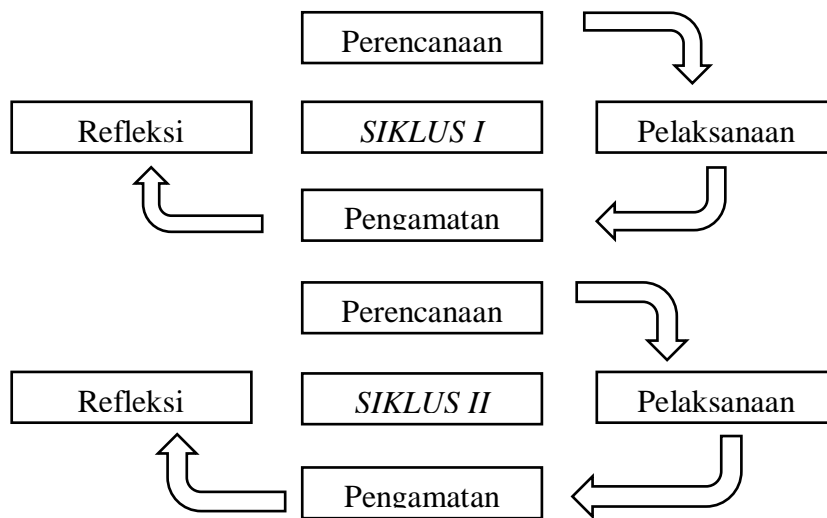 Perencanaan
Refleksi
SIKLUS I
Pelaksanaan
Pengamatan
Perencanaan
Refleksi
SIKLUS II
Pelaksanaan
Pengamatan